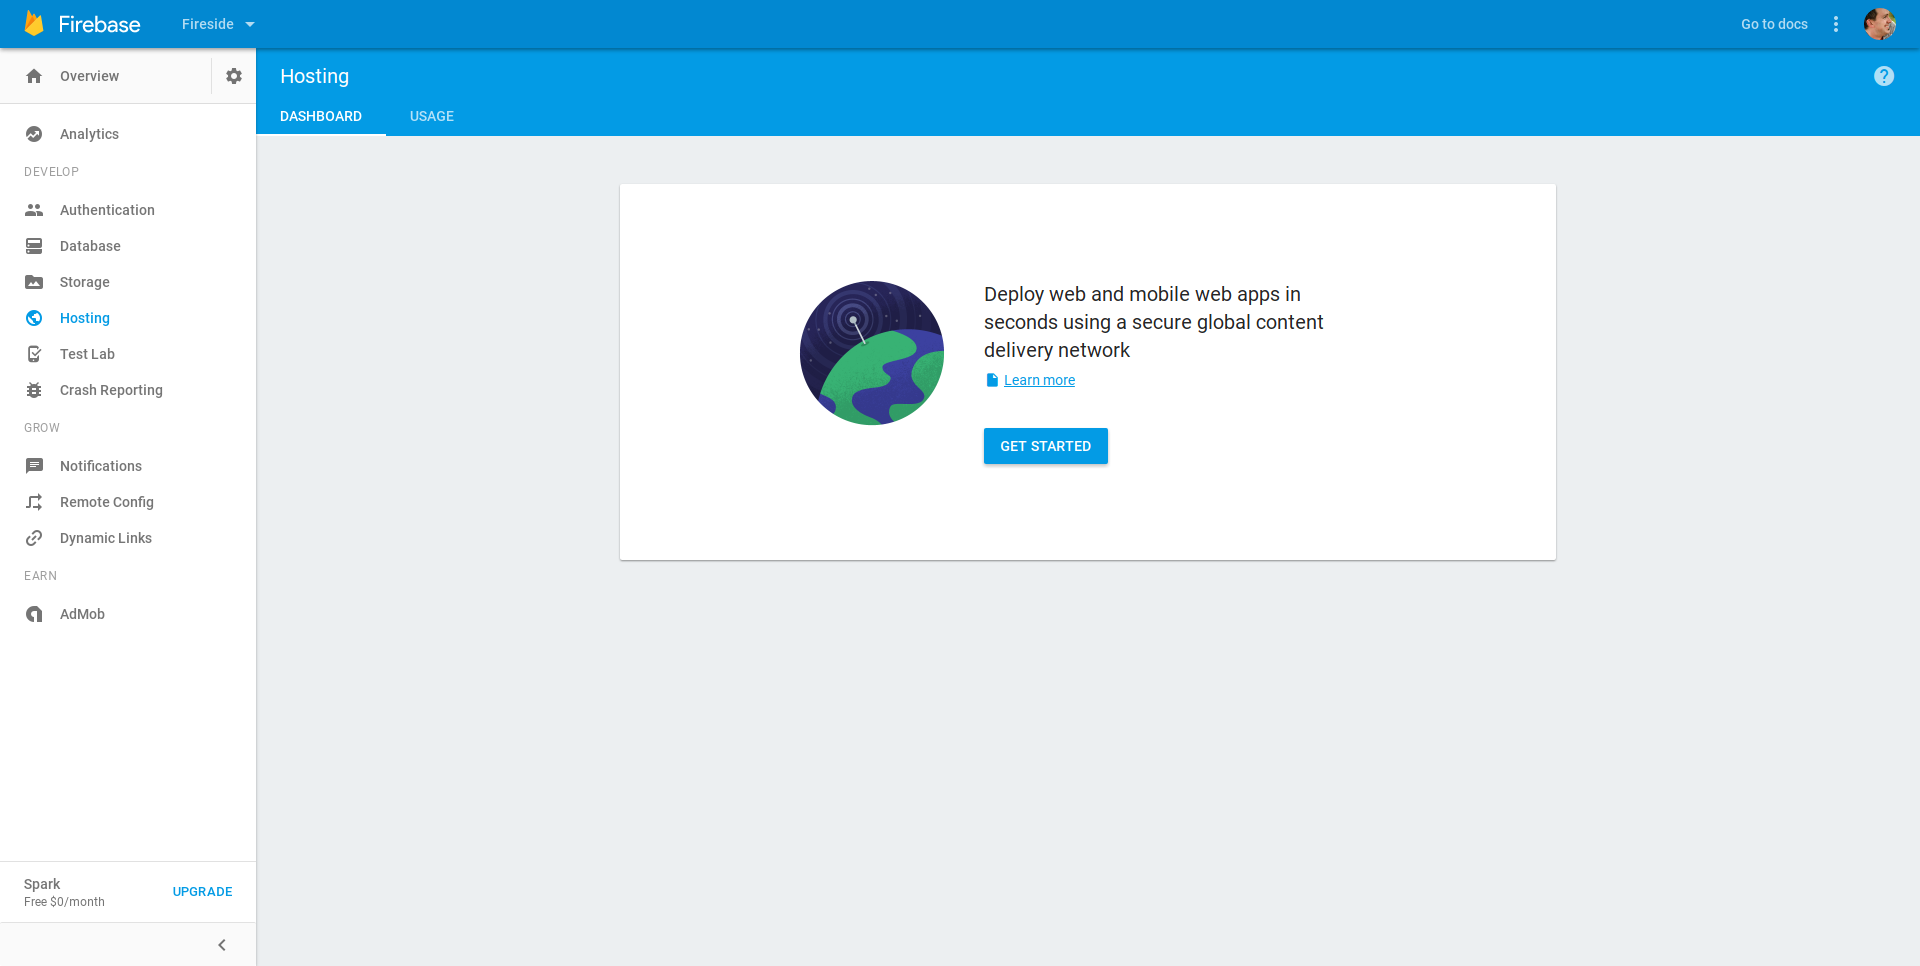 Firebase
Fireside
Go to docs
Overview
Hosting
DASHBOARD
USAGE
Analytics
DEVELOP
Authentication
Database
Storage
Hosting
Test Lab
Crash Reporting
GROW
Notifications
Remote Config
Dynamic Links
EARN
AdMob
Deploy web and mobile web apps in
seconds using a secure global content
delivery network
Learn more
GET STARTED
Spark
Free $0/month
UPGRADE